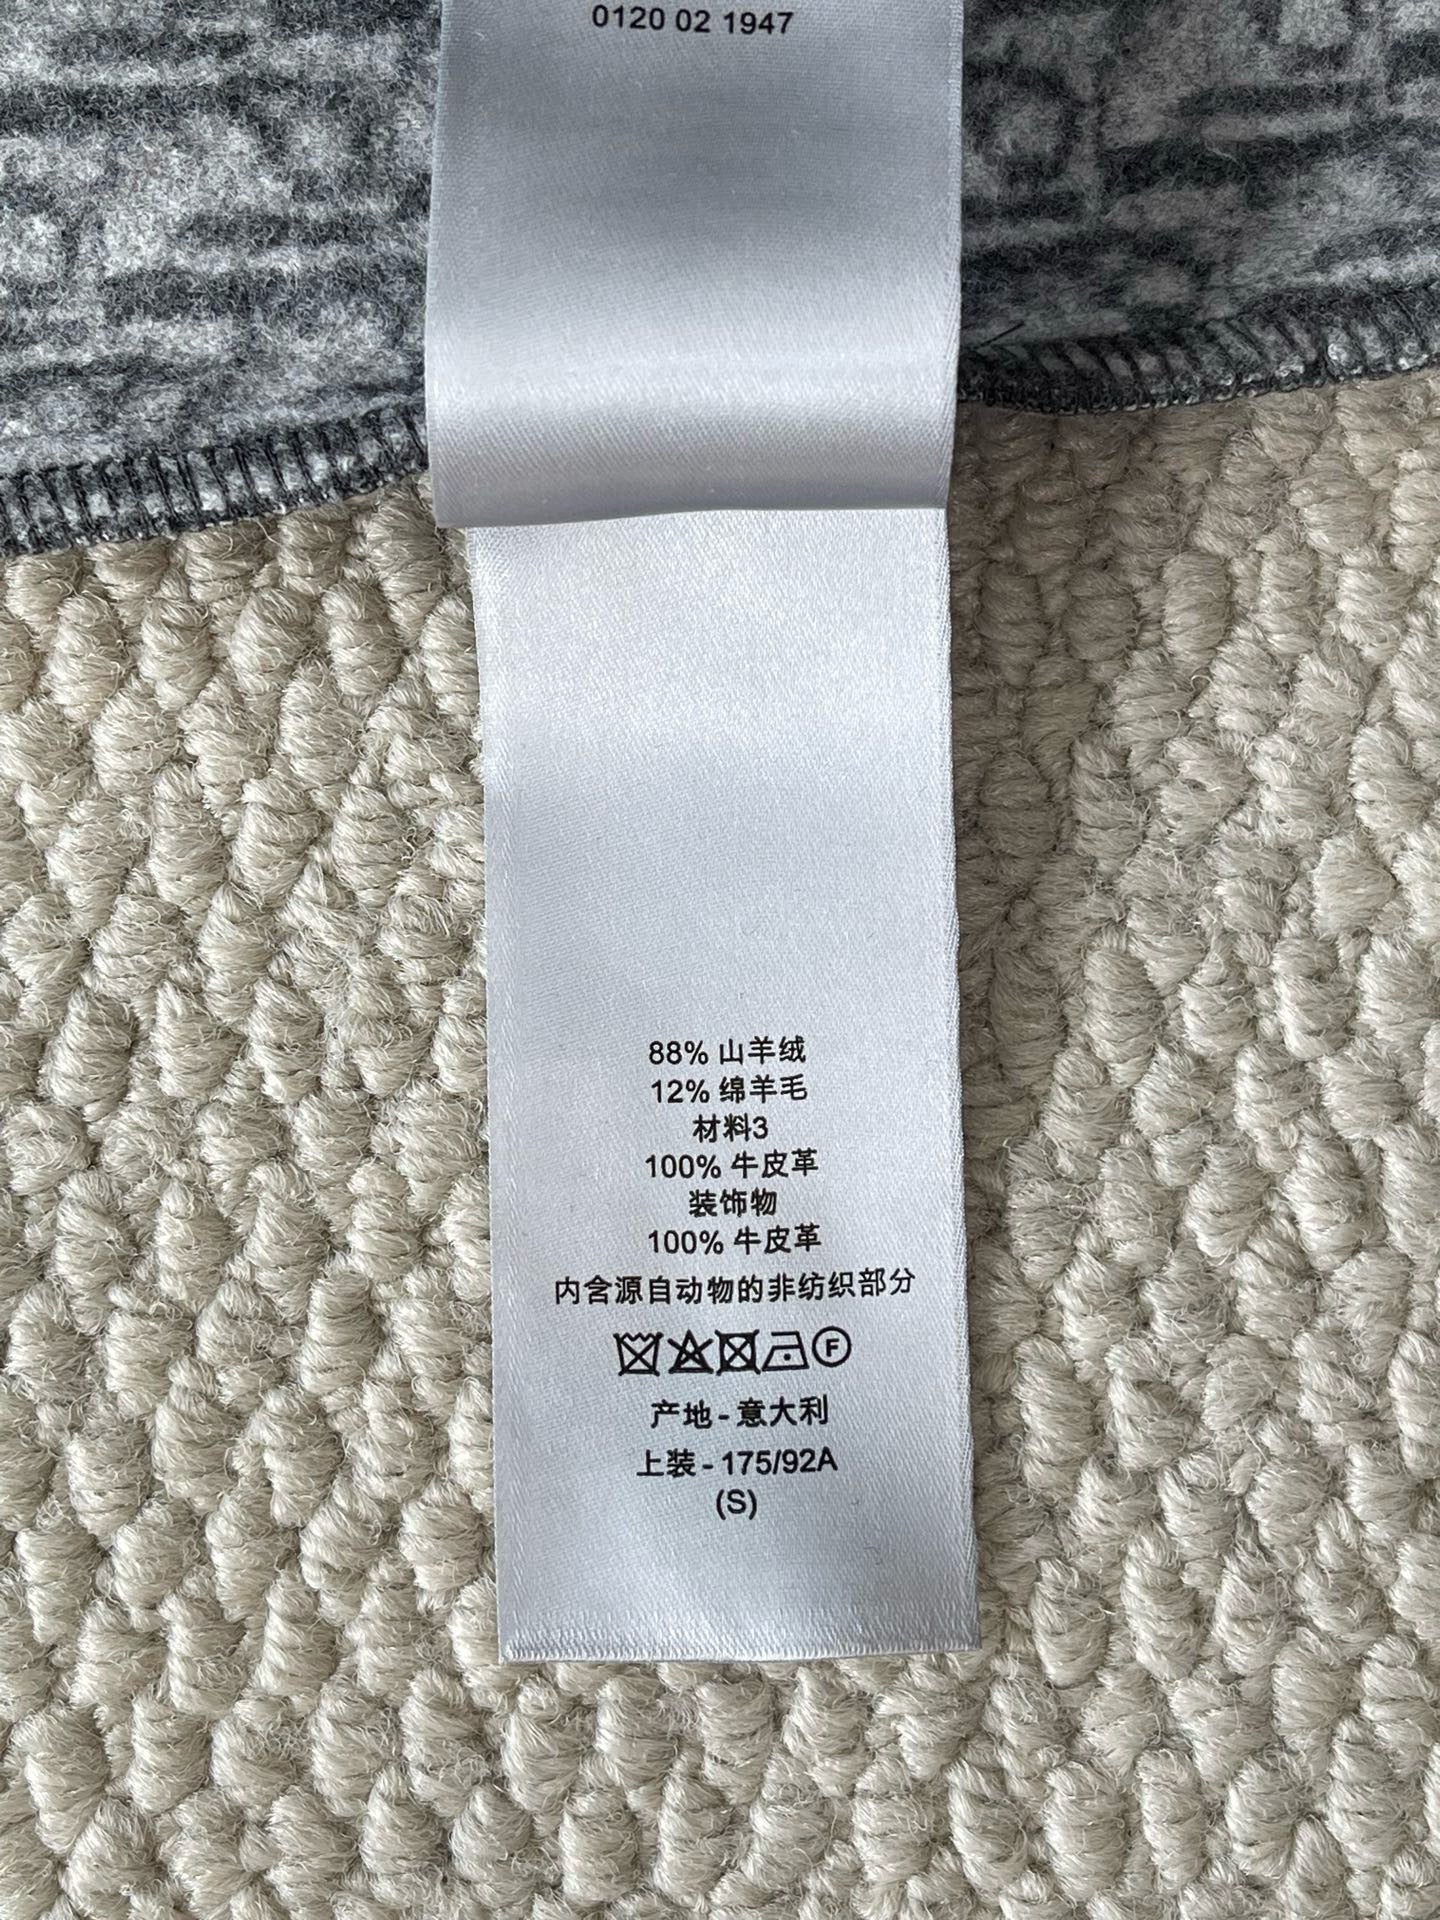 0120 02 1947
88% 山羊绒
12% 绵羊毛
材料3
100% 牛皮革
装饰物
100% 牛皮革
内含源自动物的非纺织部分
F
产地 - 意大利
上装 - 175/92A
(S)